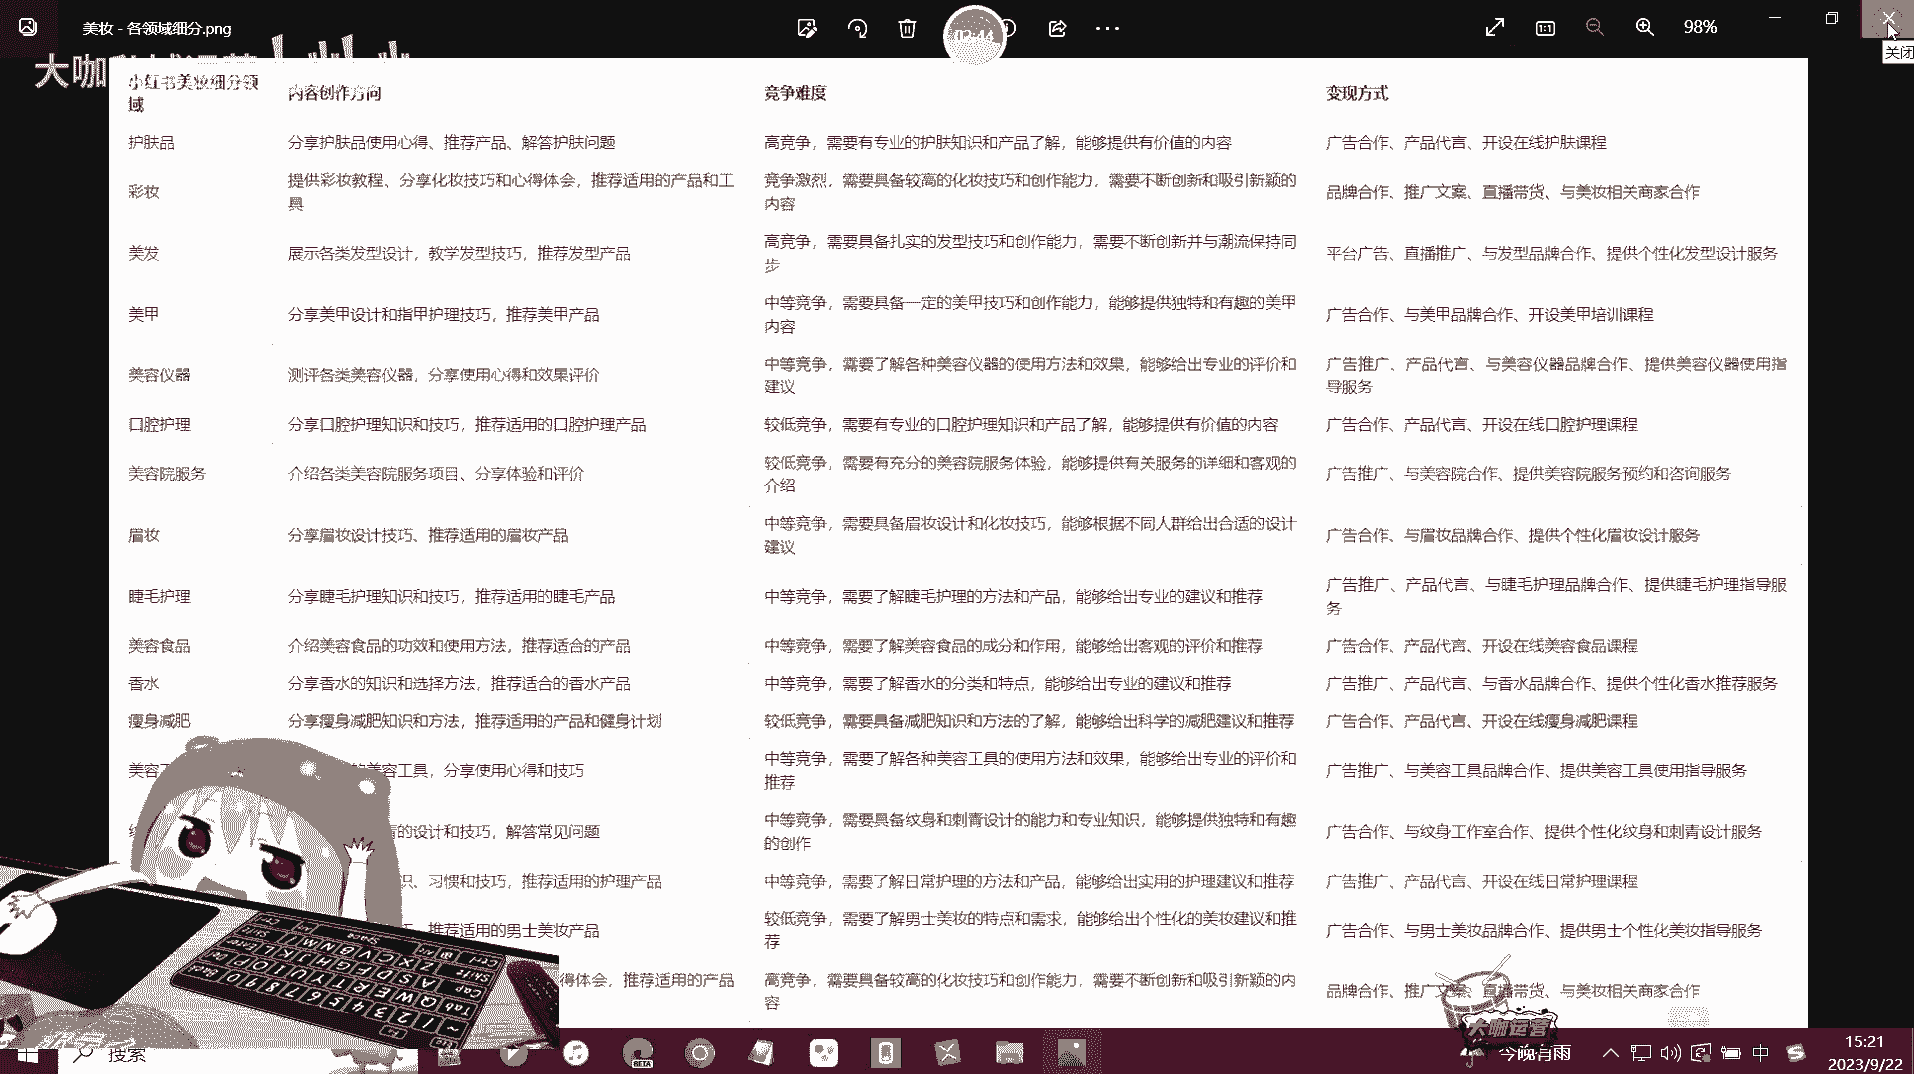 美妆 - 各领域细分.png
02:44
98%
关闭
大咖
小红书美妆细分领
域
内容创作方向
竞争难度
变现方式
护肤品
分享护肤品使用心得、推荐产品、解答护肤问题
高竞争，需要有专业的护肤知识和产品了解，能够提供有价值的内容
广告合作、产品代言、开设在线护肤课程
彩妆
提供彩妆教程、分享化妆技巧和心得体会，推荐适用的产品和工
具
竞争激烈，需要具备较高的化妆技巧和创作能力，需要不断创新和吸引新颖的
内容
品牌合作、推广文案、直播带货、与美妆相关商家合作
美发
展示各类发型设计，教学发型技巧，推荐发型产品
高竞争，需要具备扎实的发型技巧和创作能力，需要不断创新并与潮流保持同
步
平台广告、直播推广、与发型品牌合作、提供个性化发型设计服务
美甲
分享美甲设计和指甲护理技巧，推荐美甲产品
中等竞争，需要具备一定的美甲技巧和创作能力，能够提供独特和有趣的美甲
内容
广告合作、与美甲品牌合作、开设美甲培训课程
美容仪器
测评各类美容仪器，分享使用心得和效果评价
中等竞争，需要了解各种美容仪器的使用方法和效果，能够给出专业的评价和
建议
广告推广、产品代言、与美容仪器品牌合作、提供美容仪器使用指
导服务
口腔护理
分享口腔护理知识和技巧，推荐适用的口腔护理产品
较低竞争，需要有专业的口腔护理知识和产品了解，能够提供有价值的内容
广告合作、产品代言、开设在线口腔护理课程
美容院服务
介绍各类美容院服务项目、分享体验和评价
较低竞争，需要有充分的美容院服务体验，能够提供有关服务的详细和客观的
介绍
广告推广、与美容院合作、提供美容院服务预约和咨询服务
眉妆
分享眉妆设计技巧、推荐适用的眉妆产品
中等竞争，需要具备眉妆设计和化妆技巧，能够根据不同人群给出合适的设计
建议
广告合作、与眉妆品牌合作、提供个性化眉妆设计服务
睫毛护理
分享睫毛护理知识和技巧，推荐适用的睫毛产品
中等竞争，需要了解睫毛护理的方法和产品，能够给出专业的建议和推荐
广告推广、产品代言、与睫毛护理品牌合作、提供睫毛护理指导服
务
美容食品
介绍美容食品的功效和使用方法，推荐适合的产品
中等竞争，需要了解美容食品的成分和作用，能够给出客观的评价和推荐
广告合作、产品代言、开设在线美容食品课程
香水
分享香水的知识和选择方法，推荐适合的香水产品
中等竞争，需要了解香水的分类和特点，能够给出专业的建议和推荐
广告推广、产品代言、与香水品牌合作、提供个性化香水推荐服务
瘦身减肥
分享瘦身减肥知识和方法，推荐适用的产品和健身计划
较低竞争，需要具备减肥知识和方法的了解，能够给出科学的减肥建议和推荐
广告合作、产品代言、开设在线瘦身减肥课程
美容
美容工具，分享使用心得和技巧
中等竞争，需要了解各种美容工具的使用方法和效果，能够给出专业的评价和
推荐
广告推广、与美容工具品牌合作、提供美容工具使用指导服务
的设计和技巧，解答常见问题
中等竞争，需要具备纹身和刺青设计的能力和专业知识，能够提供独特和有趣
的创作
广告合作、与纹身工作室合作、提供个性化纹身和刺青设计服务
识、习惯和技巧，推荐适用的护理产品
中等竞争，需要了解日常护理的方法和产品，能够给出实用的护理建议和推荐
广告推广、产品代言、开设在线日常护理课程
推荐适用的男士美妆产品
较低竞争，需要了解男士美妆的特点和需求，能够给出个性化的美妆建议和推
荐
广告合作、与男士美妆品牌合作、提供男士个性化美妆指导服务
得体会，推荐适用的产品
高竞争，需要具备较高的化妆技巧和创作能力，需要不断创新和吸引新颖的内
容
品牌合作、推广文案、直播带货、与美妆相关商家合作
大咖运营
搜索
BETA
今晚有雨
中
15:21
2023/9/22